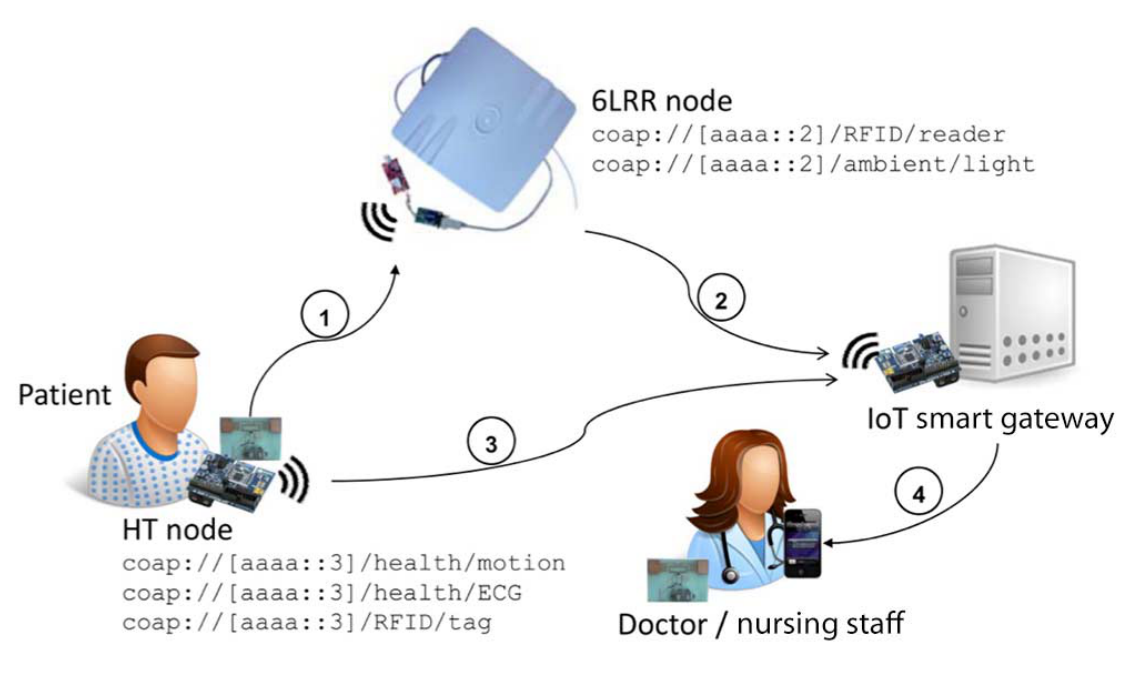 6LRR node
coap://[aaaa::2]/RFID/reader
coap://[aaaa::2]/ambient/light
1
2
Patient
3
IoT smart gateway
4
HT node
coap://[aaaa::3]/health/motion
coap://[aaaa::3]/health/ECG
coap://[aaaa::3]/RFID/tag
Doctor / nursing staff